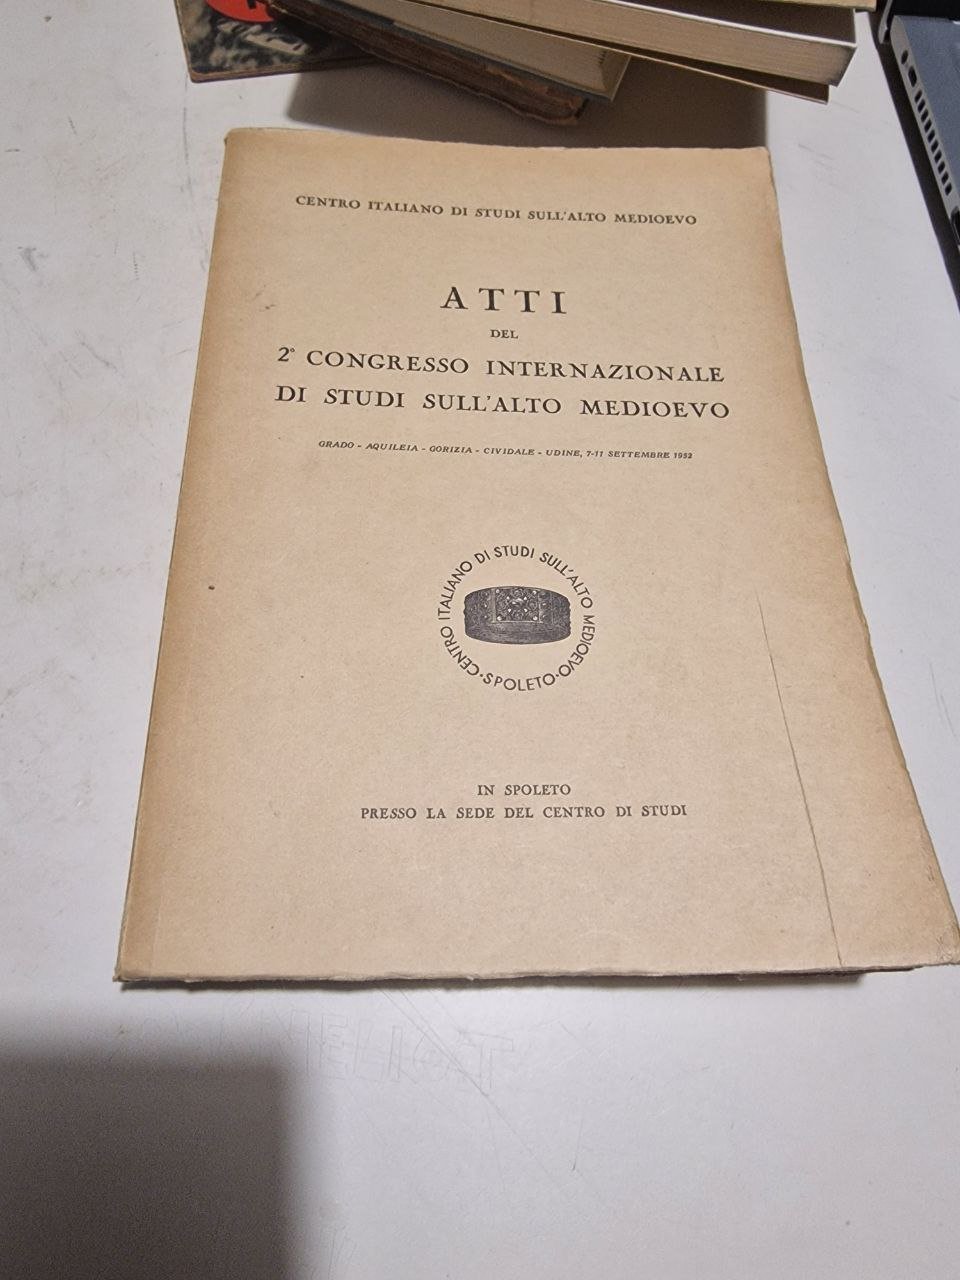 CENTRO ITALIANO DI STUDI SULL'ALTO MEDIOEVO
ATTI
DEL
2° CONGRESSO INTERNAZIONALE
DI STUDI SULL'ALTO MEDIOEVO
GRADO - AQUILEIA - GORIZIA - CIVIDALE - UDINE, 7-11 SETTEMBRE 1952
CENTRO ITALIANO DI STUDI SULL'ALTO MEDIOEVO · SPOLETO ·
IN SPOLETO
PRESSO LA SEDE DEL CENTRO DI STUDI